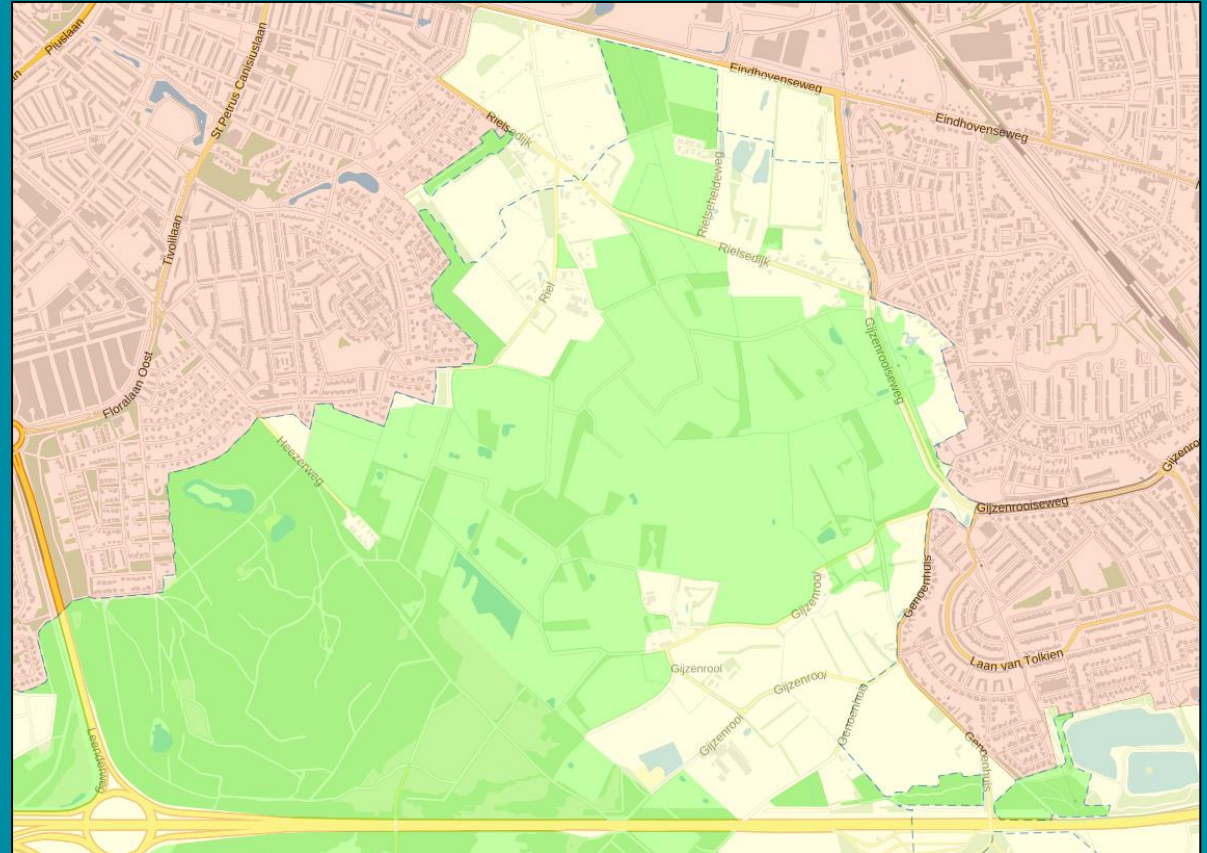 Piuslaan
St Petrus Canisiuslaan
Eindhovenseweg
Eindhovenseweg
Rielsedijk
Rielseheideweg
Tivolilaan
Rielsedijk
Riel
Gijzenrooiseweg
Floralaan Oost
Heezerweg
Gijzenroo
Gijzenrooiseweg
Genoenhuis
Gijzenrooi
Laan van Tolkien
Gijzenrooi
Gijzenrooi
Genoenhuis
Gijzenrooi
Leenderweg
Genoenhuis